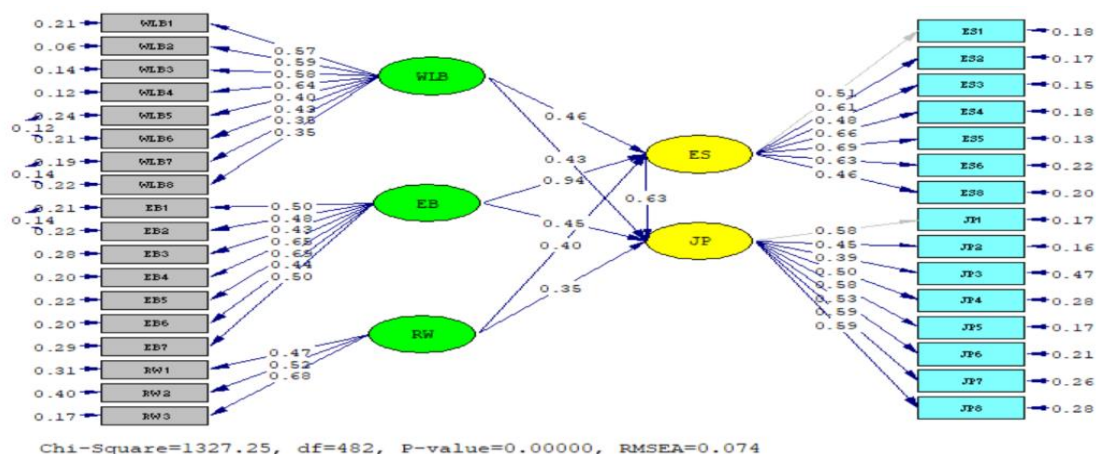 0.21 WLB1
0.06 WLB2
0.14 WLB3
0.12 WLB4
0.24 WLB5
0.12
0.21 WLB6
0.19 WLB7
0.14
0.22 WLB8
0.21 EB1
0.14
0.22 EB2
0.28 EB3
0.20 EB4
0.22 EB5
0.20 EB6
0.29 EB7
0.31 RW1
0.40 RW2
0.17 RW3
0.57
0.59
0.58
0.64
0.40
0.43
0.38
0.35
0.50
0.48
0.43
0.65
0.69
0.44
0.50
0.47
0.52
0.68
WLB
EB
RW
0.46
0.43
0.94
0.63
0.45
0.40
0.35
ES
JP
0.51
0.61
0.48
0.66
0.69
0.63
0.46
0.58
0.45
0.39
0.50
0.58
0.53
0.59
0.59
ES1 0.18
ES2 0.17
ES3 0.15
ES4 0.18
ES5 0.13
ES6 0.22
ES8 0.20
JP1 0.17
JP2 0.16
JP3 0.47
JP4 0.28
JP5 0.17
JP6 0.21
JP7 0.26
JP8 0.28
Chi-Square=1327.25, df=482, P-value=0.00000, RMSEA=0.074